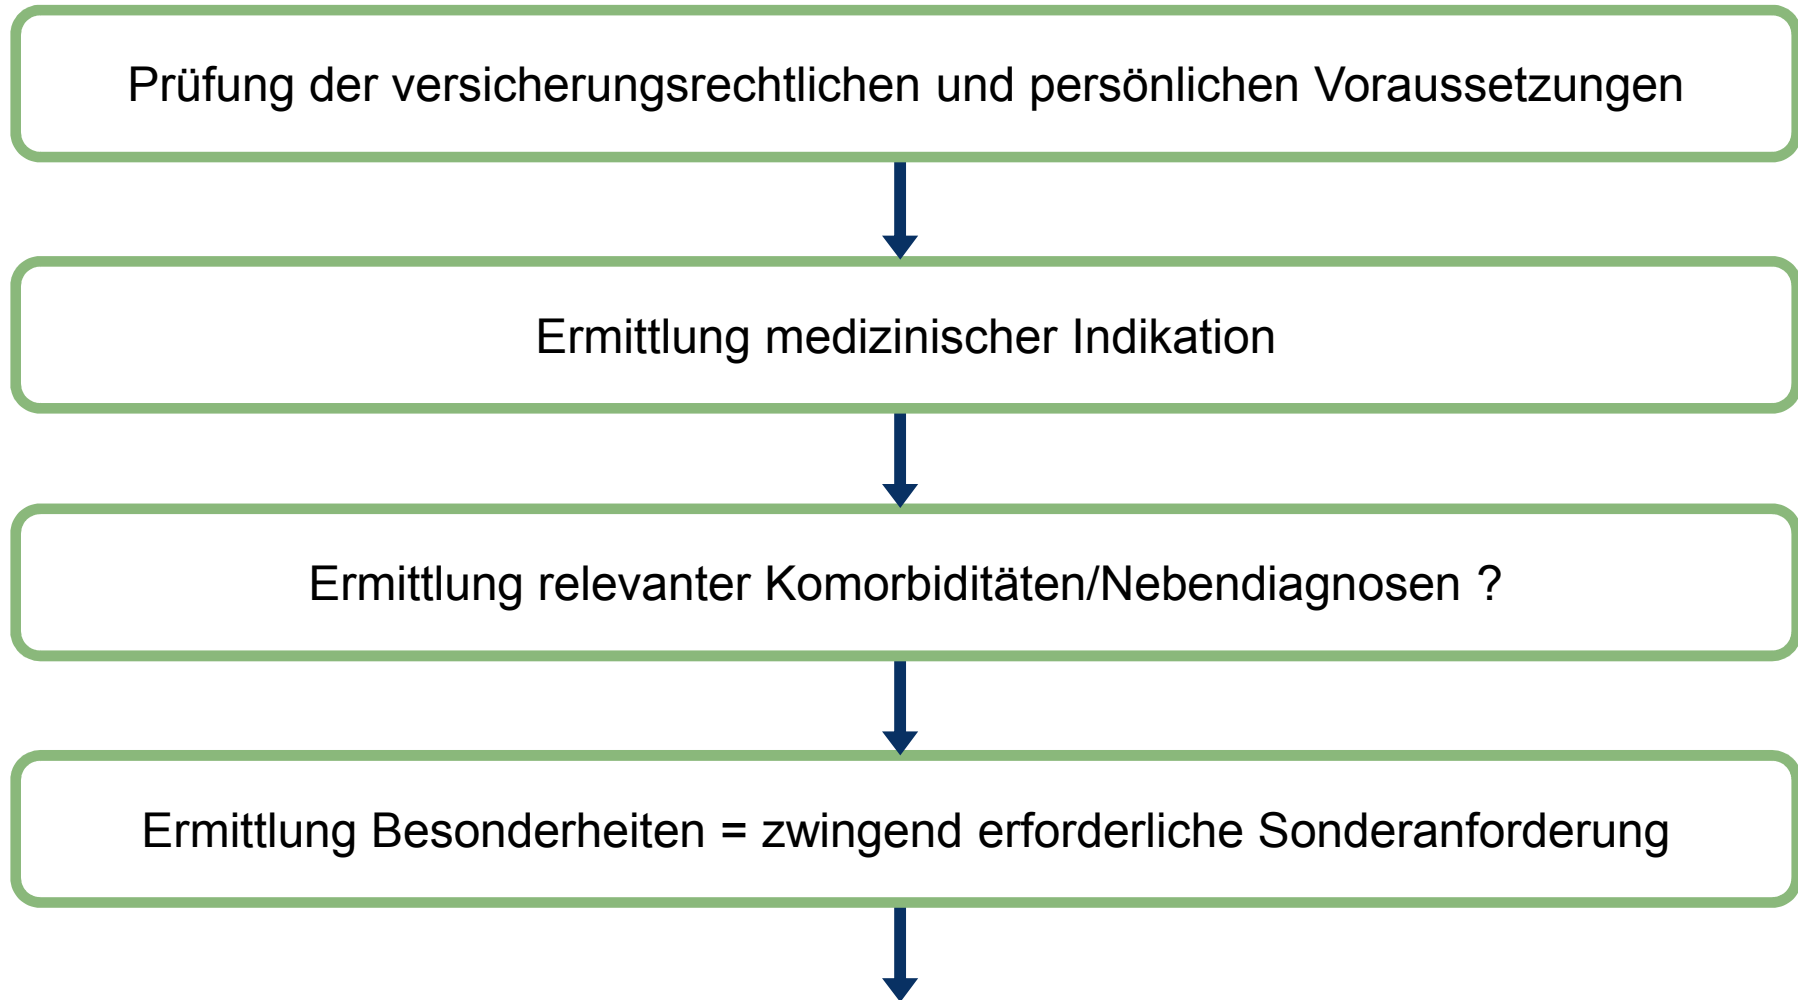 Prüfung der versicherungsrechtlichen und persönlichen Voraussetzungen
Ermittlung medizinischer Indikation
Ermittlung relevanter Komorbiditäten/Nebendiagnosen ?
Ermittlung Besonderheiten = zwingend erforderliche Sonderanforderung